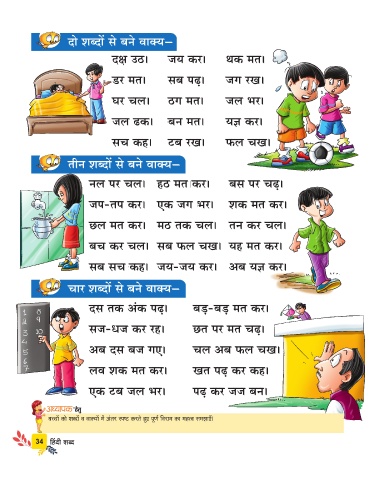 दो शब्दों से बने वाक्य–
दक्ष उठ। जय कर। थक मत।
डर मत। सब पढ़। जग रख।
घर चल। ठग मत। जल भर।
जल ढक। बन मत। यज्ञ कर।
सच कह। टब रख। फल चख।
तीन शब्दों से बने वाक्य–
नल पर चल। हठ मत कर। बस पर चढ़।
जप-तप कर। एक जग भर। शक मत कर।
छल मत कर। मठ तक चल। तन कर चल।
बच कर चल। सब फल चख। यह मत कर।
सब सच कह। जय-जय कर। अब यज्ञ कर।
चार शब्दों से बने वाक्य–
दस तक अंक पढ़। बड़-बड़ मत कर।
सज-धज कर रह। छत पर मत चढ़।
अब दस बज गए। चल अब फल चख।
लव शक मत कर। खत पढ़ कर कह।
एक टब जल भर। पढ़ कर जज बन।
अध्यापक हेतु
बच्चों को शब्दों व वाक्यों में अंतर स्पष्ट करते हुए पूर्ण विराम का महत्व समझाएँ।
34 हिंदी शब्द